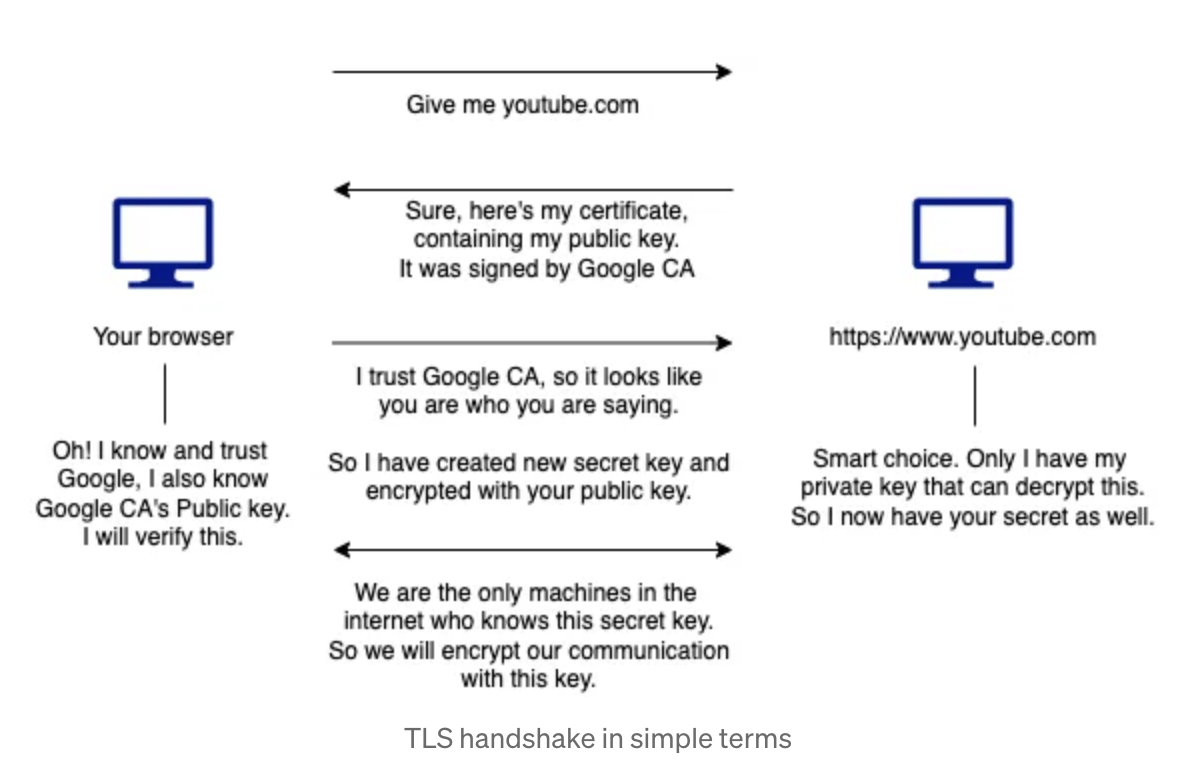 Give me youtube.com
Sure, here's my certificate,
containing my public key.
It was signed by Google CA
Your browser
https://www.youtube.com
I trust Google CA, so it looks like
you are who you are saying.
Oh! I know and trust
Google, I also know
Google CA's Public key.
I will verify this.
So I have created new secret key and
encrypted with your public key.
Smart choice. Only I have my
private key that can decrypt this.
So I now have your secret as well.
We are the only machines in the
internet who knows this secret key.
So we will encrypt our communication
with this key.
TLS handshake in simple terms